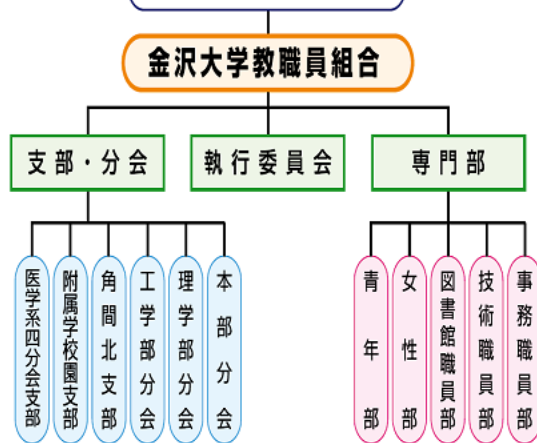 金沢大学教職員組合
支部・分会
執行委員会
専門部
医学系四分会支部
附属学校園支部
角間北支部
工学部分会
理学部分会
本部分会
青年部
女性部
図書館職員部
技術職員部
事務職員部